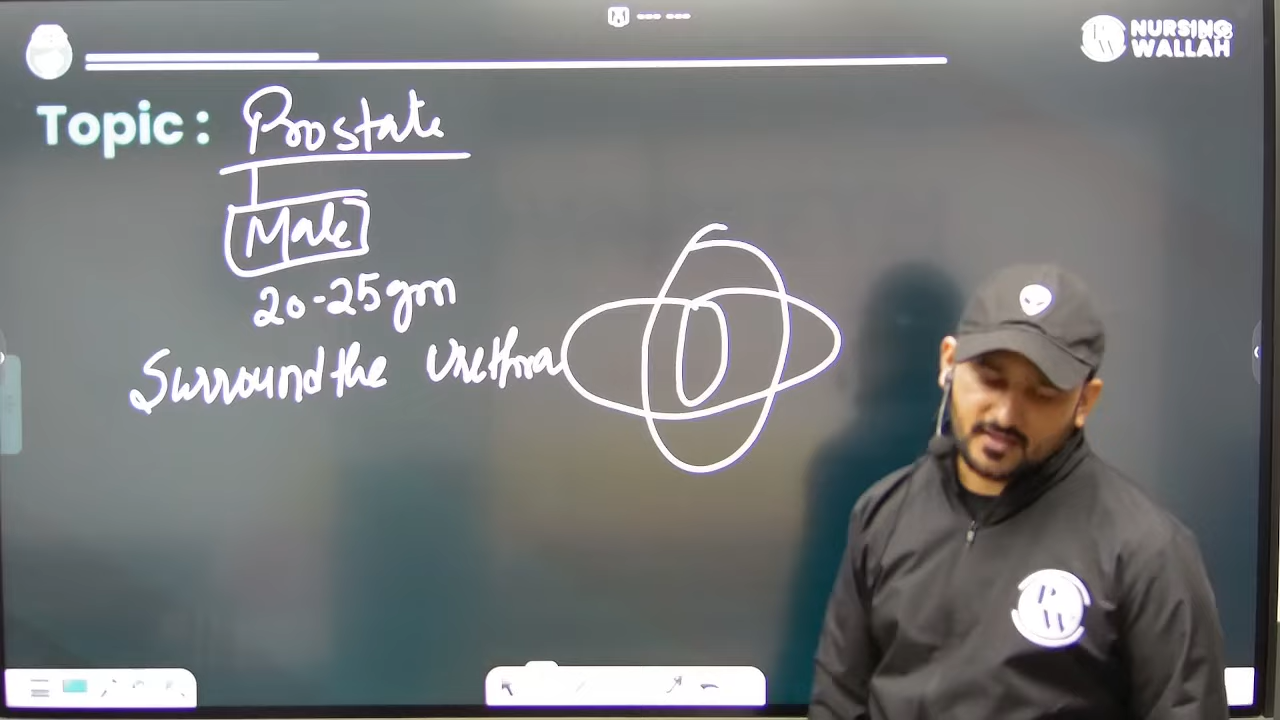 NURSING
WALLAH
Topic : Prostate
Male
20-25 gm
Surround the Urethra
P
W